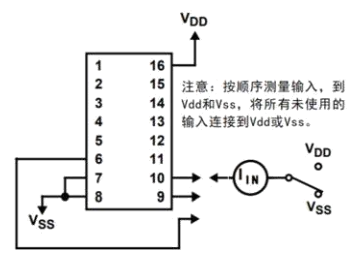 VDD
1 16
2 15
3 14
4 13
5 12
6 11
7 10
8 9
VSS
注意：按顺序测量输入，到
Vdd和Vss，将所有未使用的
输入连接到Vdd或Vss。
IIN
VDD
VSS